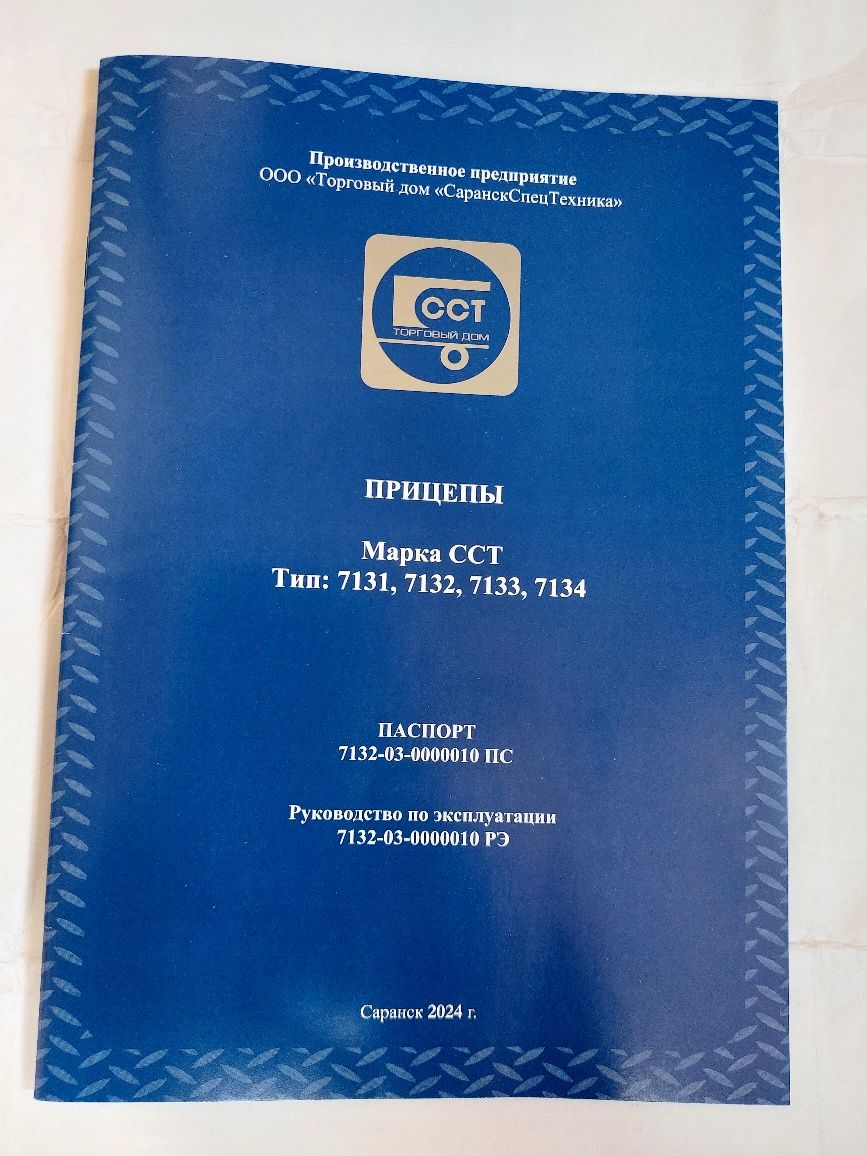 Производственное предприятие
ООО «Торговый дом «СаранскСпецТехника»
ССТ
ТОРГОВЫЙ ДОМ
ПРИЦЕПЫ
Марка ССТ
Тип: 7131, 7132, 7133, 7134
ПАСПОРТ
7132-03-0000010 ПС
Руководство по эксплуатации
7132-03-0000010 РЭ
Саранск 2024 г.